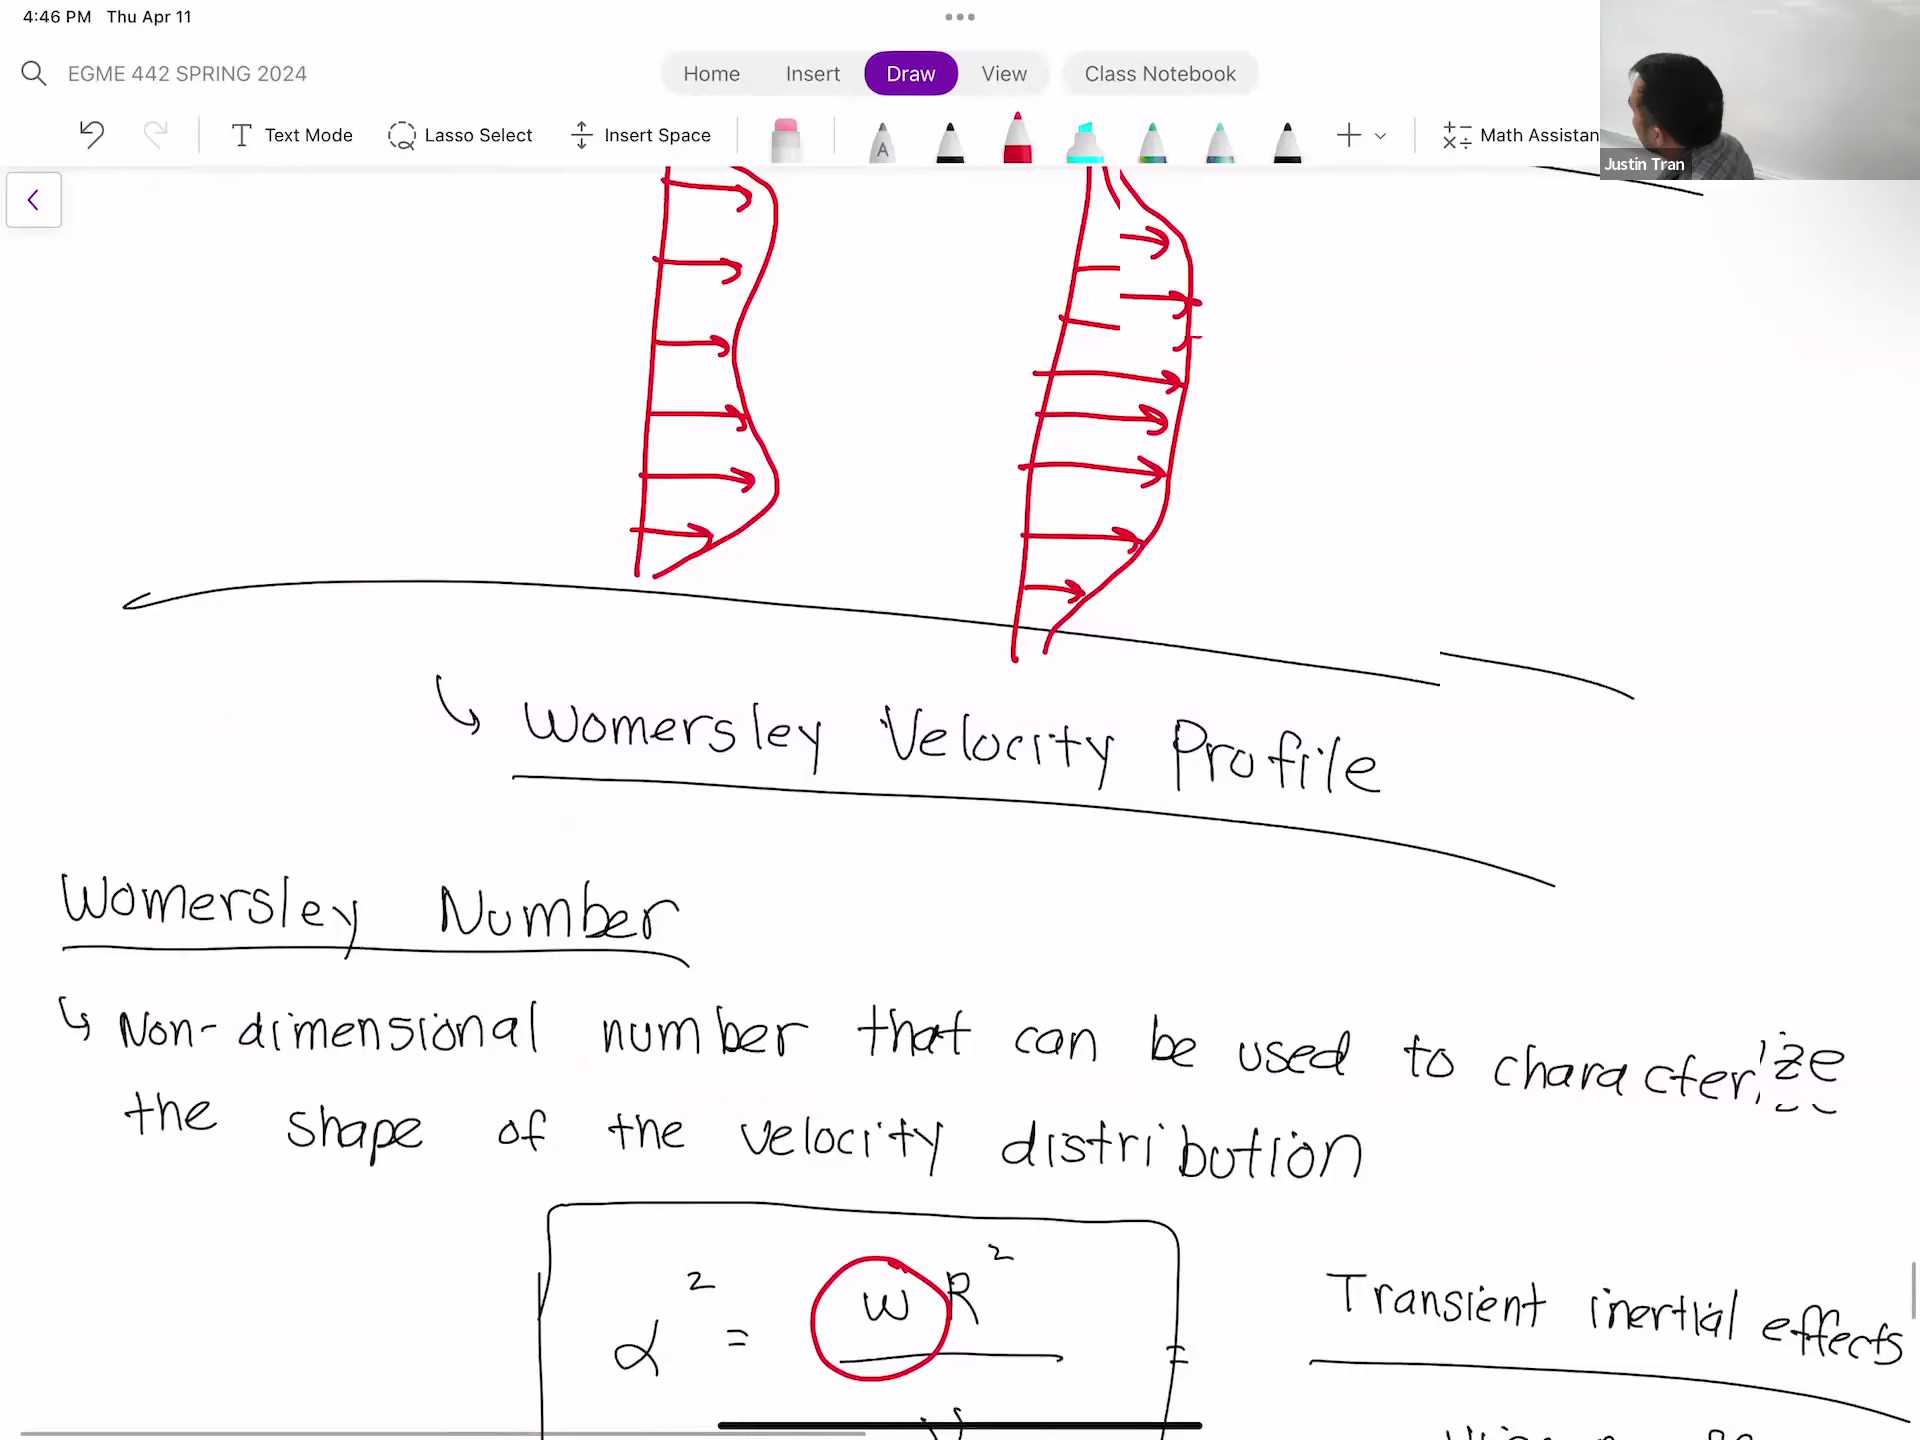 4:46 PM Thu Apr 11
EGME 442 SPRING 2024
Home Insert Draw View Class Notebook
Text Mode Lasso Select Insert Space A Math Assistan
Justin Tran
Womersley Velocity Profile
Womersley Number
Non-dimensional number that can be used to characterize
the shape of the velocity distribution
α² = ωR² =
Transient inertial effects